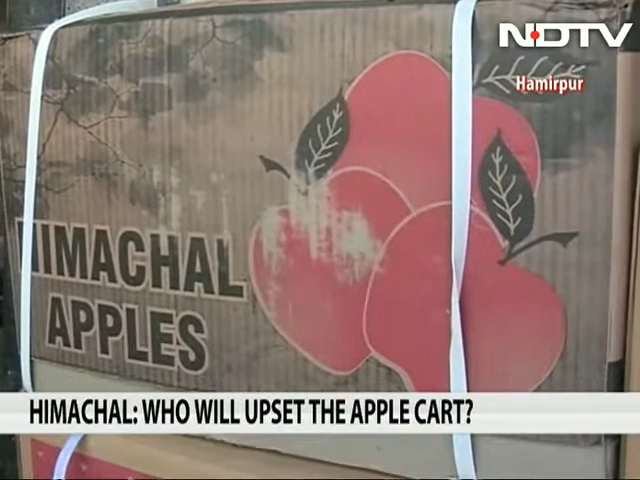 NDTV
Hamirpur
HIMACHAL
APPLES
HIMACHAL: WHO WILL UPSET THE APPLE CART?